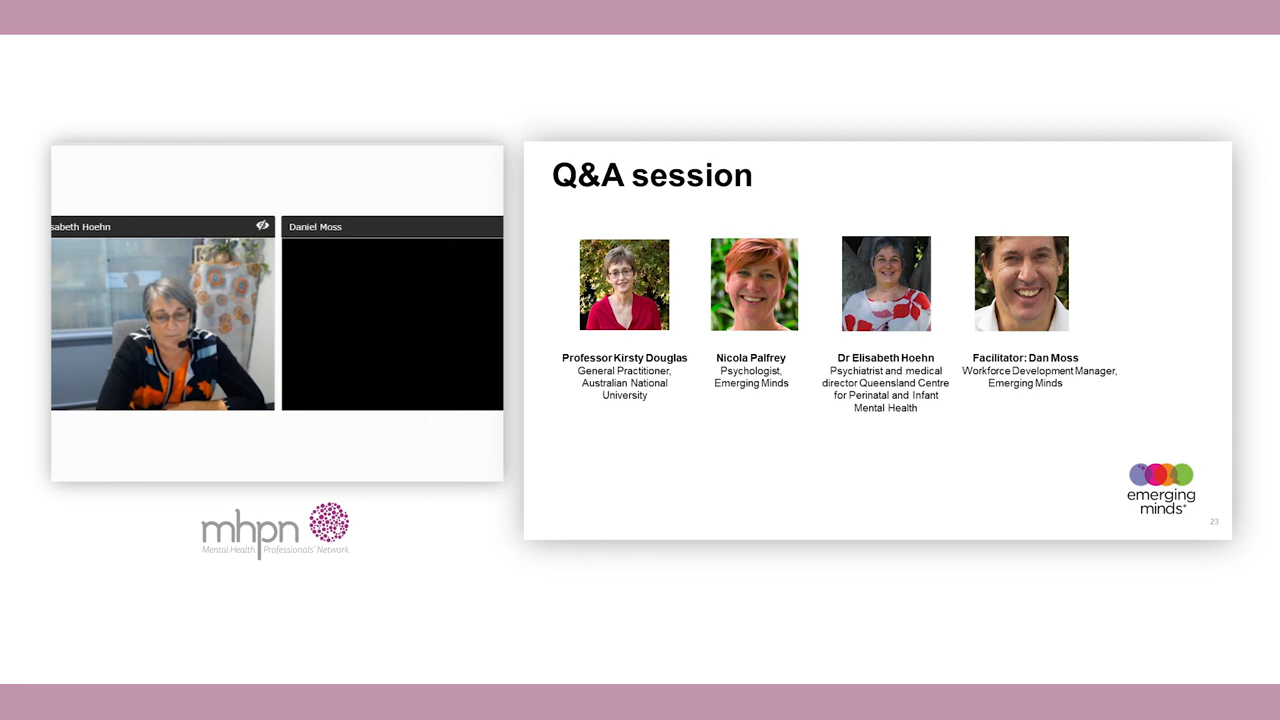 sabeth Hoehn
Daniel Moss
mhpn
Mental Health Professionals' Network
Q&A session
Professor Kirsty Douglas
General Practitioner,
Australian National
University
Nicola Palfrey
Psychologist,
Emerging Minds
Dr Elisabeth Hoehn
Psychiatrist and medical
director Queensland Centre
for Perinatal and Infant
Mental Health
Facilitator: Dan Moss
Workforce Development Manager,
Emerging Minds
emerging
minds
23